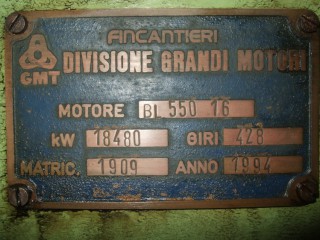 FINCANTIERI
GMT DIVISIONE GRANDI MOTORI
MOTORE BL 550 16
KW 18480 GIRI 428
MATRIC. 1909 ANNO 1994